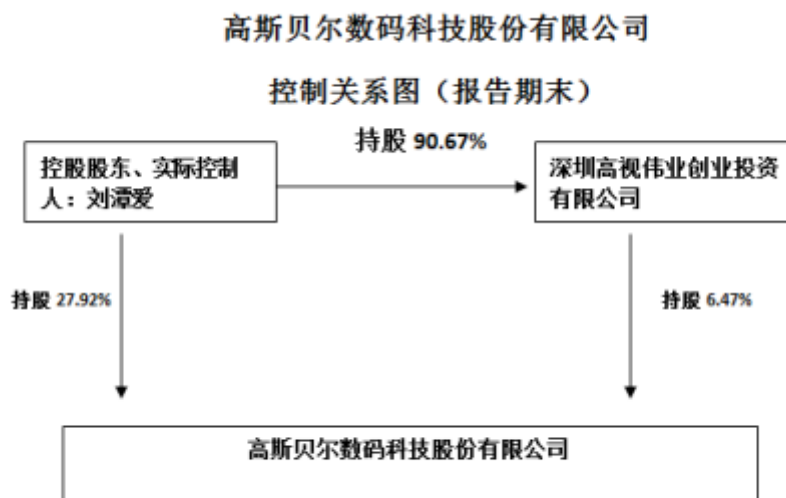 高斯贝尔数码科技股份有限公司
控制关系图（报告期末）
持股 90.67%
控股股东、实际控制
人：刘潭爱
深圳高视伟业创业投资
有限公司
持股 27.92%
持股 6.47%
高斯贝尔数码科技股份有限公司